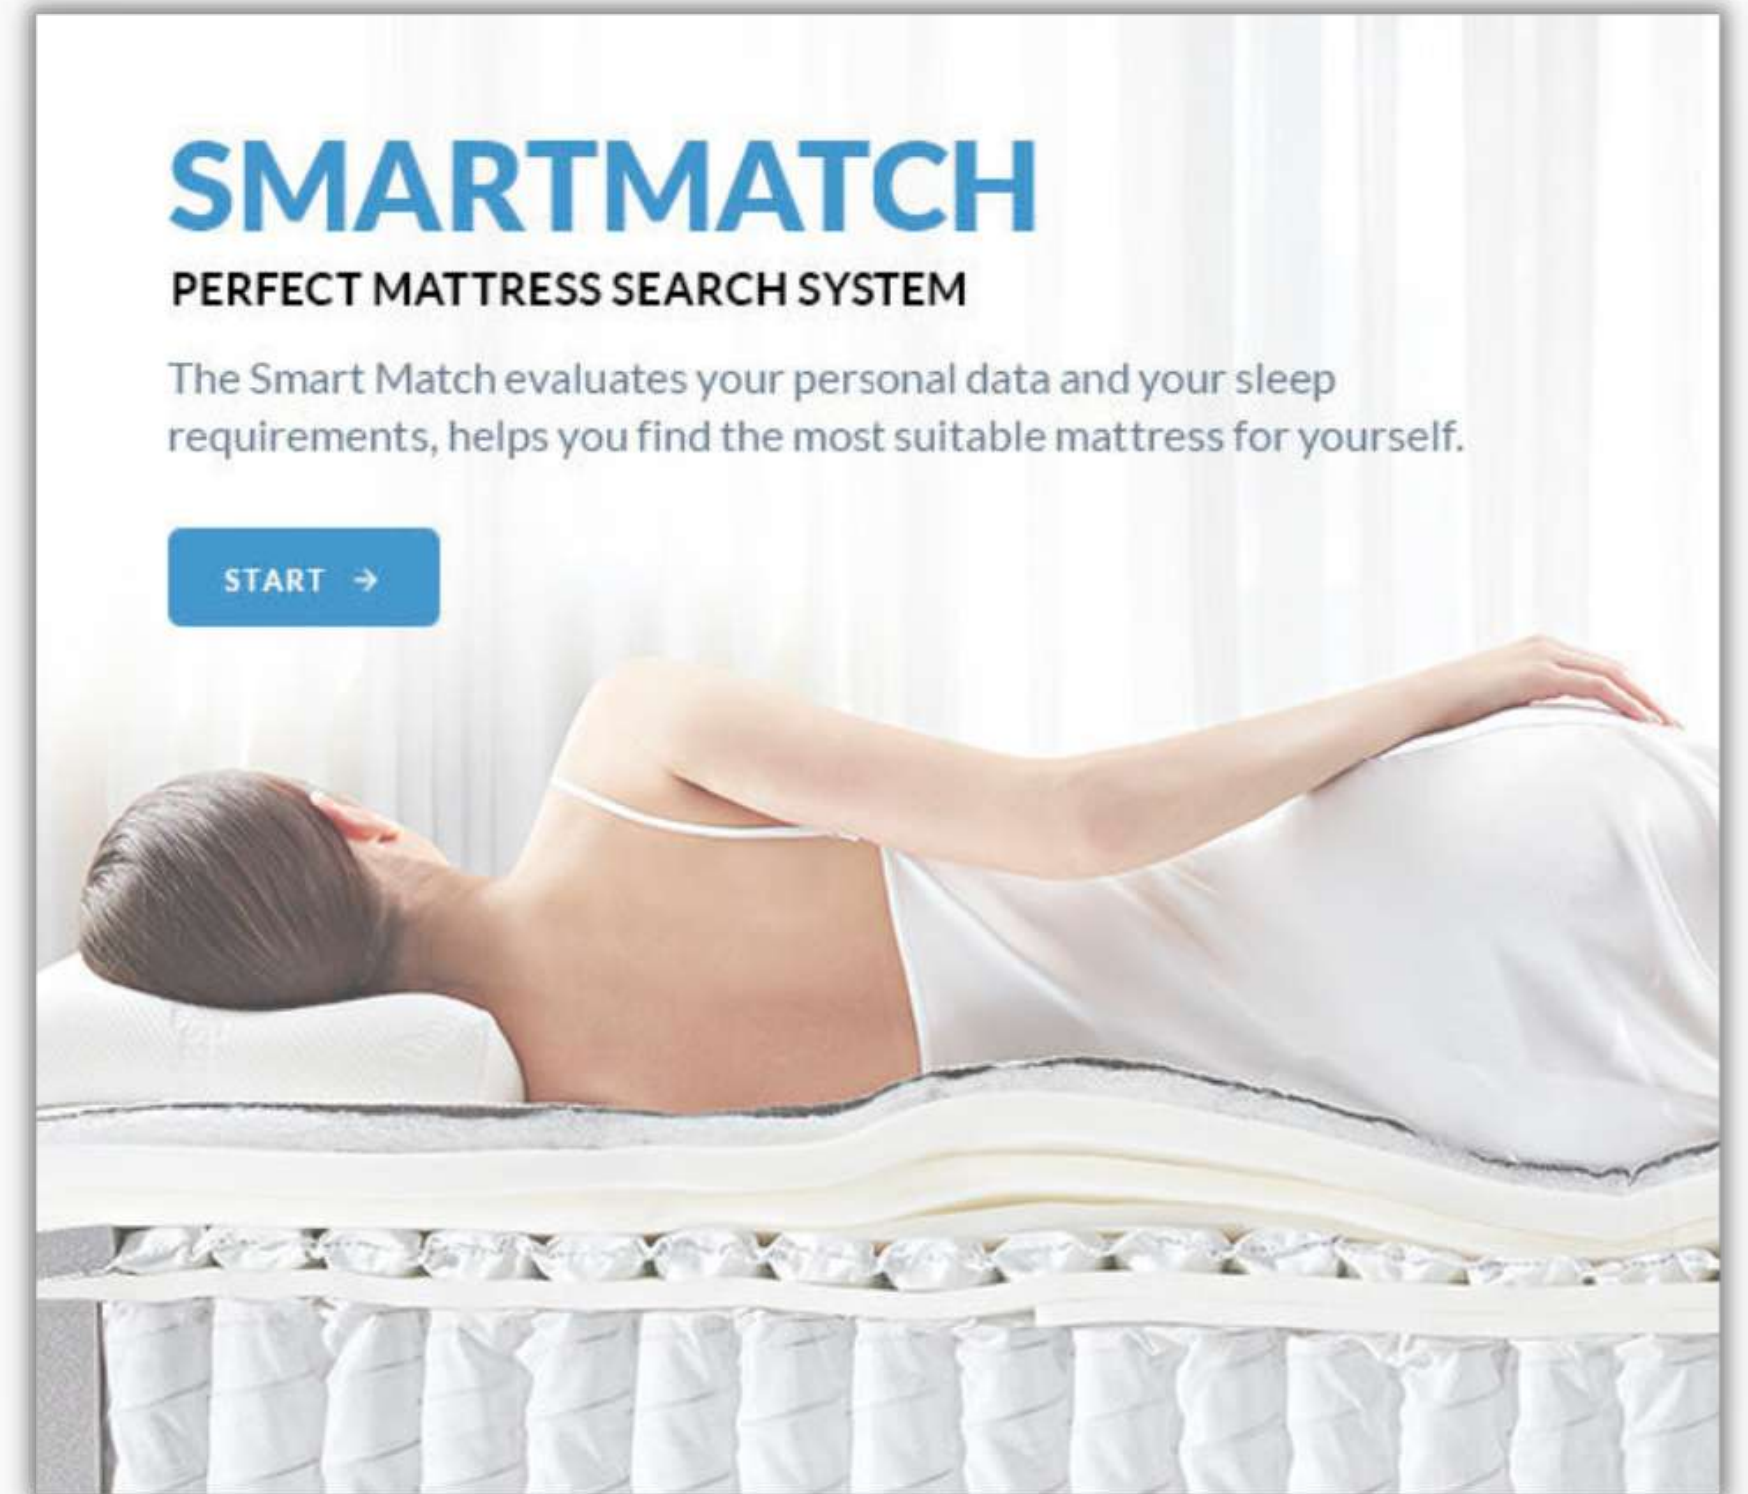 SMARTMATCH
PERFECT MATTRESS SEARCH SYSTEM
The Smart Match evaluates your personal data and your sleep
requirements, helps you find the most suitable mattress for yourself.
START →